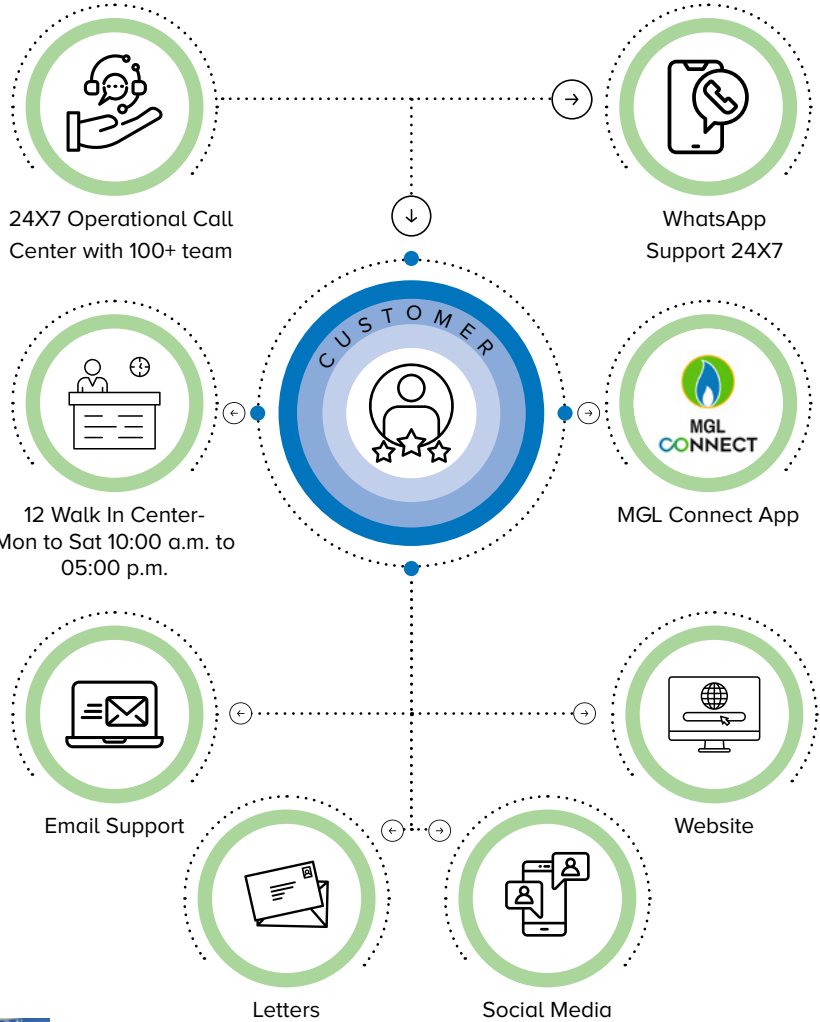 24X7 Operational Call
Center with 100+ team
WhatsApp
Support 24X7
CUSTOMER
12 Walk In Center-
Mon to Sat 10:00 a.m. to
05:00 p.m.
MGL
CONNECT
MGL Connect App
Email Support
Website
Letters
Social Media